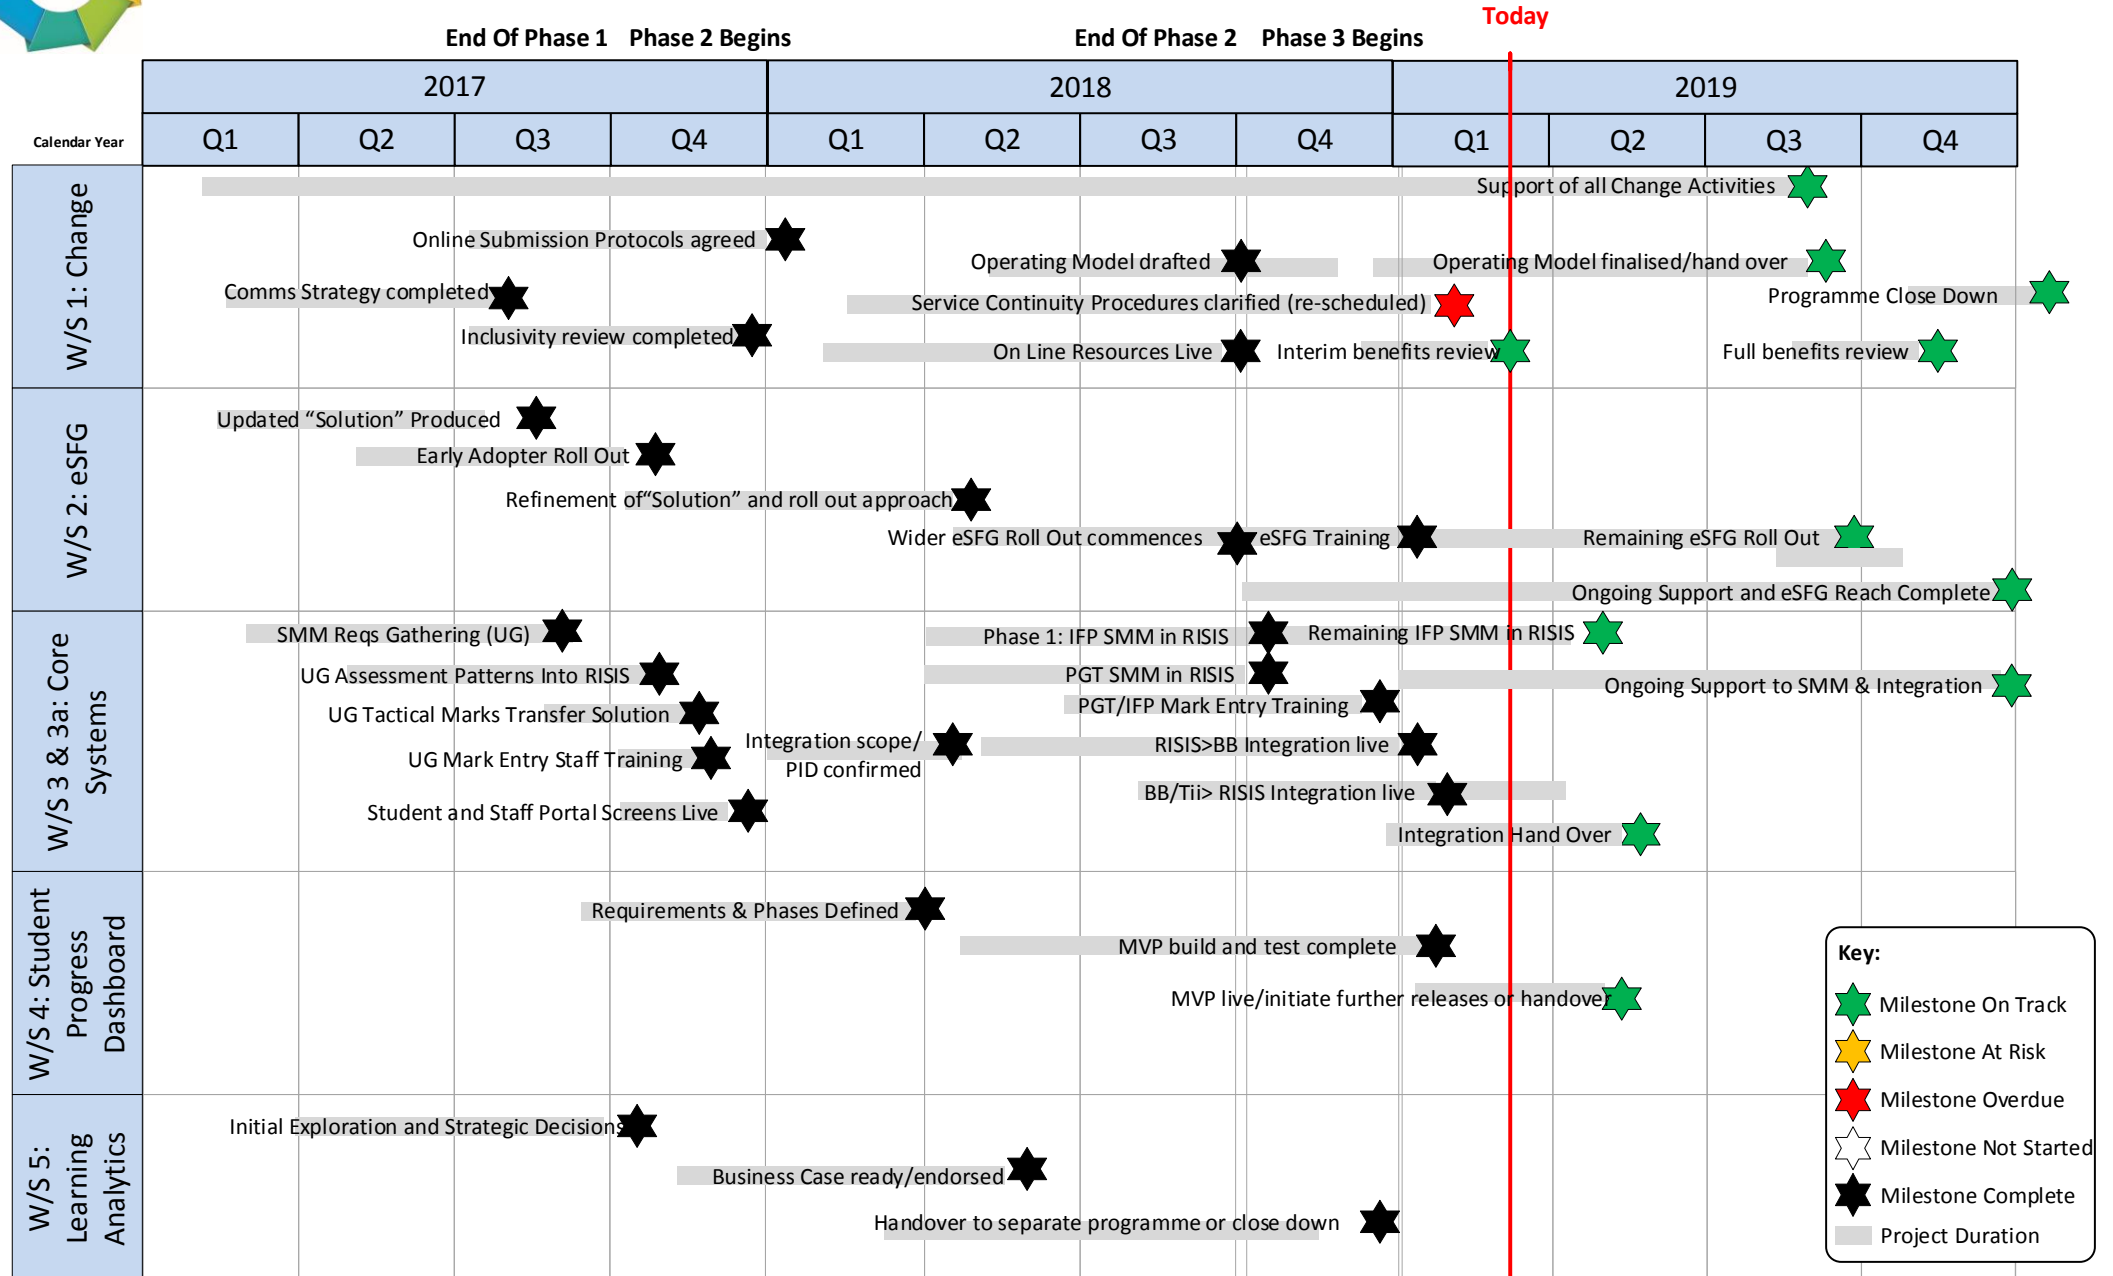 Today
End Of Phase 1 Phase 2 Begins End Of Phase 2 Phase 3 Begins
2017 2018 2019
Calendar Year Q1 Q2 Q3 Q4 Q1 Q2 Q3 Q4 Q1 Q2 Q3 Q4
W/S 1: Change
Support of all Change Activities
Online Submission Protocols agreed
Operating Model drafted
Operating Model finalised/hand over
Comms Strategy completed
Service Continuity Procedures clarified (re-scheduled)
Programme Close Down
Inclusivity review completed
On Line Resources Live
Interim benefits review
Full benefits review
W/S 2: eSFG
Updated “Solution” Produced
Early Adopter Roll Out
Refinement of“Solution” and roll out approach
Wider eSFG Roll Out commences
eSFG Training
Remaining eSFG Roll Out
Ongoing Support and eSFG Reach Complete
W/S 3 & 3a: Core
Systems
SMM Reqs Gathering (UG)
Phase 1: IFP SMM in RISIS
Remaining IFP SMM in RISIS
UG Assessment Patterns Into RISIS
PGT SMM in RISIS
Ongoing Support to SMM & Integration
UG Tactical Marks Transfer Solution
PGT/IFP Mark Entry Training
UG Mark Entry Staff Training
Integration scope/
PID confirmed
RISIS>BB Integration live
BB/Tii> RISIS Integration live
Student and Staff Portal Screens Live
Integration Hand Over
W/S 4: Student
Progress
Dashboard
Requirements & Phases Defined
MVP build and test complete
MVP live/initiate further releases or handover
W/S 5:
Learning
Analytics
Initial Exploration and Strategic Decisions
Business Case ready/endorsed
Handover to separate programme or close down
Key:
Milestone On Track
Milestone At Risk
Milestone Overdue
Milestone Not Started
Milestone Complete
Project Duration